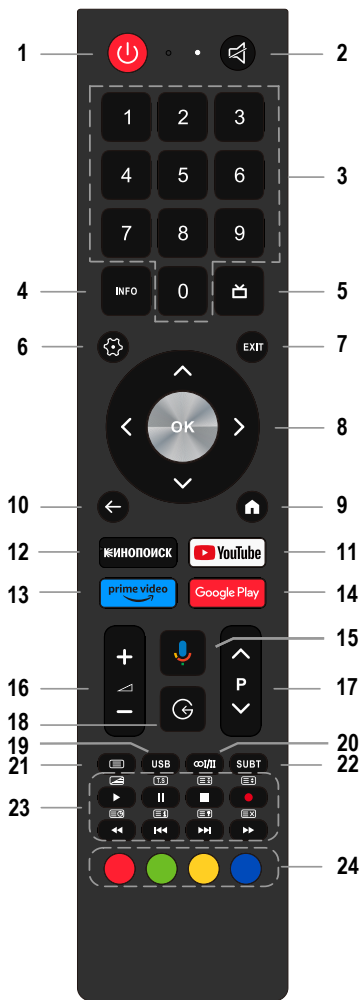 1
2
1 2 3
3
4 5 6
7 8 9
4
INFO
0
5
6
EXIT
7
OK
8
10
9
12
КИНОПОИСК
YouTube
11
13
prime video
Google Play
14
15
16
P
17
18
19
20
21
USB
I/II
SUBT
22
T.S
23
24